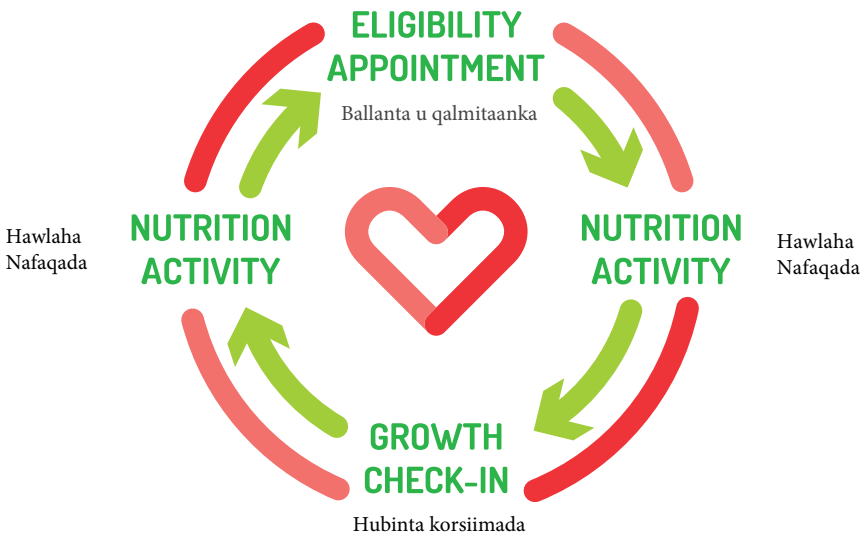 ELIGIBILITY
APPOINTMENT
Ballanta u qalmitaanka
Hawlaha
Nafaqada
NUTRITION
ACTIVITY
NUTRITION
ACTIVITY
Hawlaha
Nafaqada
GROWTH
CHECK-IN
Hubinta korsiimada